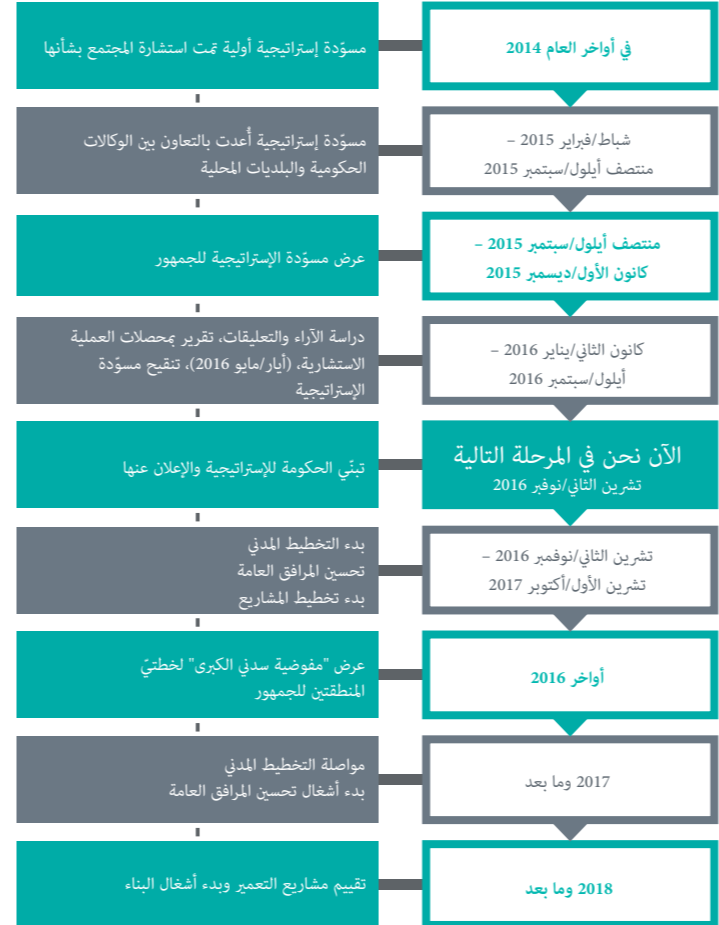 في أواخر العام 2014
مسوّدة إستراتيجية أولية تمّت استشارة المجتمع بشأنها
شباط/فبراير 2015 –
منتصف أيلول/سبتمبر 2015
مسوّدة إستراتيجية أُعدت بالتعاون بين الوكالات
الحكومية والبلديات المحلية
منتصف أيلول/سبتمبر 2015 –
كانون الأول/ديسمبر 2015
عرض مسوّدة الإستراتيجية للجمهور
كانون الثاني/يناير 2016 –
أيلول/سبتمبر 2016
دراسة الآراء والتعليقات، تقرير بمحصلات العملية
الاستشارية، (أيار/مايو 2016)، تنقيح مسوّدة
الإستراتيجية
الآن نحن في المرحلة التالية
تشرين الثاني/نوفبر 2016
تبنّي الحكومة للإستراتيجية والإعلان عنها
تشرين الثاني/نوفمبر 2016 –
تشرين الأول/أكتوبر 2017
بدء التخطيط المدني
تحسين المرافق العامة
بدء تخطيط المشاريع
أواخر 2016
عرض "مفوضية سدني الكبرى" لخطتيّ
المنطقتين للجمهور
2017 وما بعد
مواصلة التخطيط المدني
بدء أشغال تحسين المرافق العامة
2018 وما بعد
تقييم مشاريع التعمير وبدء أشغال البناء